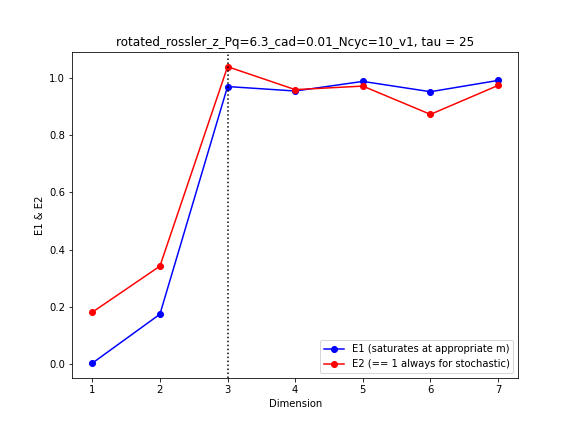 rotated_rossler_z_Pq=6.3_cad=0.01_Ncyc=10_v1, tau = 25
E1 & E2
1.0
0.8
0.6
0.4
0.2
0.0
E1 (saturates at appropriate m)
E2 (== 1 always for stochastic)
1 2 3 4 5 6 7
Dimension